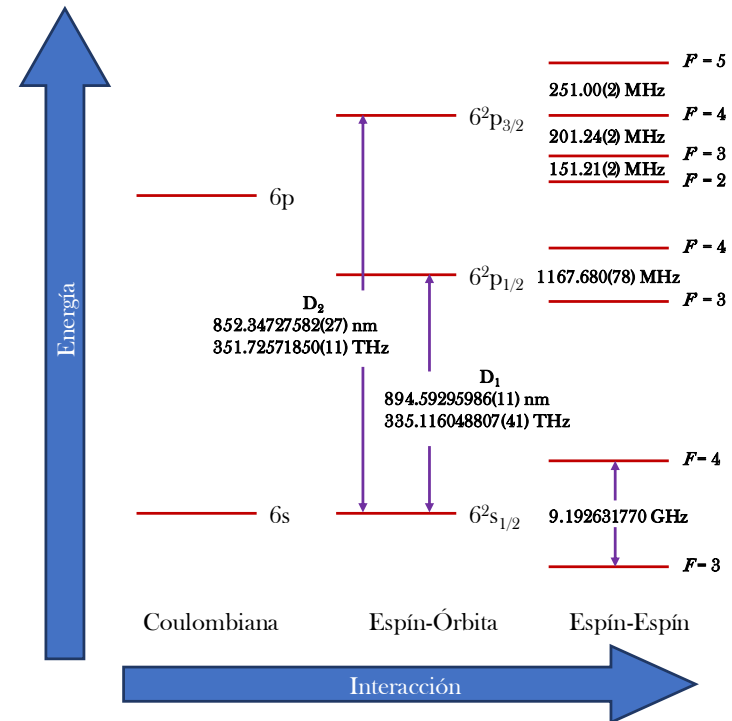 F' = 5
251.00(2) MHz
6²p₃/₂
F' = 4
201.24(2) MHz
F' = 3
151.21(2) MHz
F' = 2
6p
F' = 4
6²p₁/₂
1167.680(78) MHz
F' = 3
D₂
852.34727582(27) nm
351.72571850(11) THz
D₁
894.59295986(11) nm
335.116048807(41) THz
F = 4
6s
6²s₁/₂
9.192631770 GHz
F = 3
Energía
Coulombiana
Espín-Órbita
Espín-Espín
Interacción